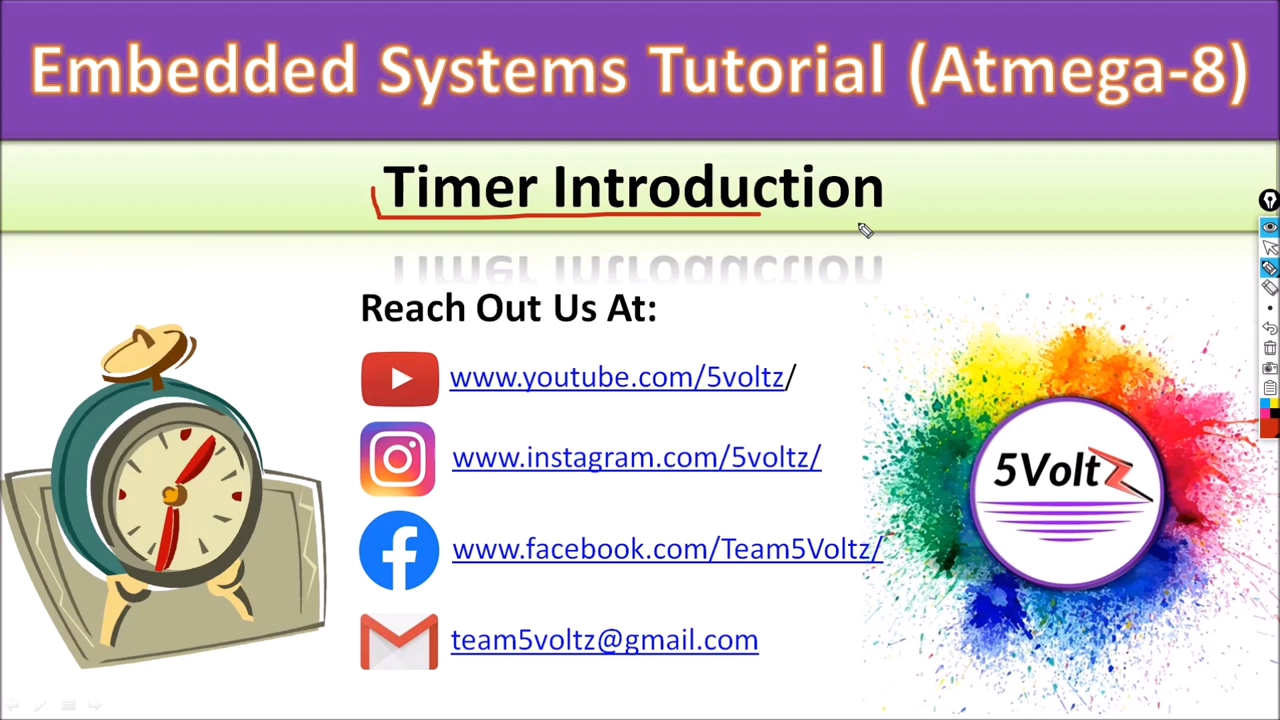 Embedded Systems Tutorial (Atmega-8)
Timer Introduction
Reach Out Us At:
www.youtube.com/5voltz/
www.instagram.com/5voltz/
www.facebook.com/Team5Voltz/
team5voltz@gmail.com
5VoltZ